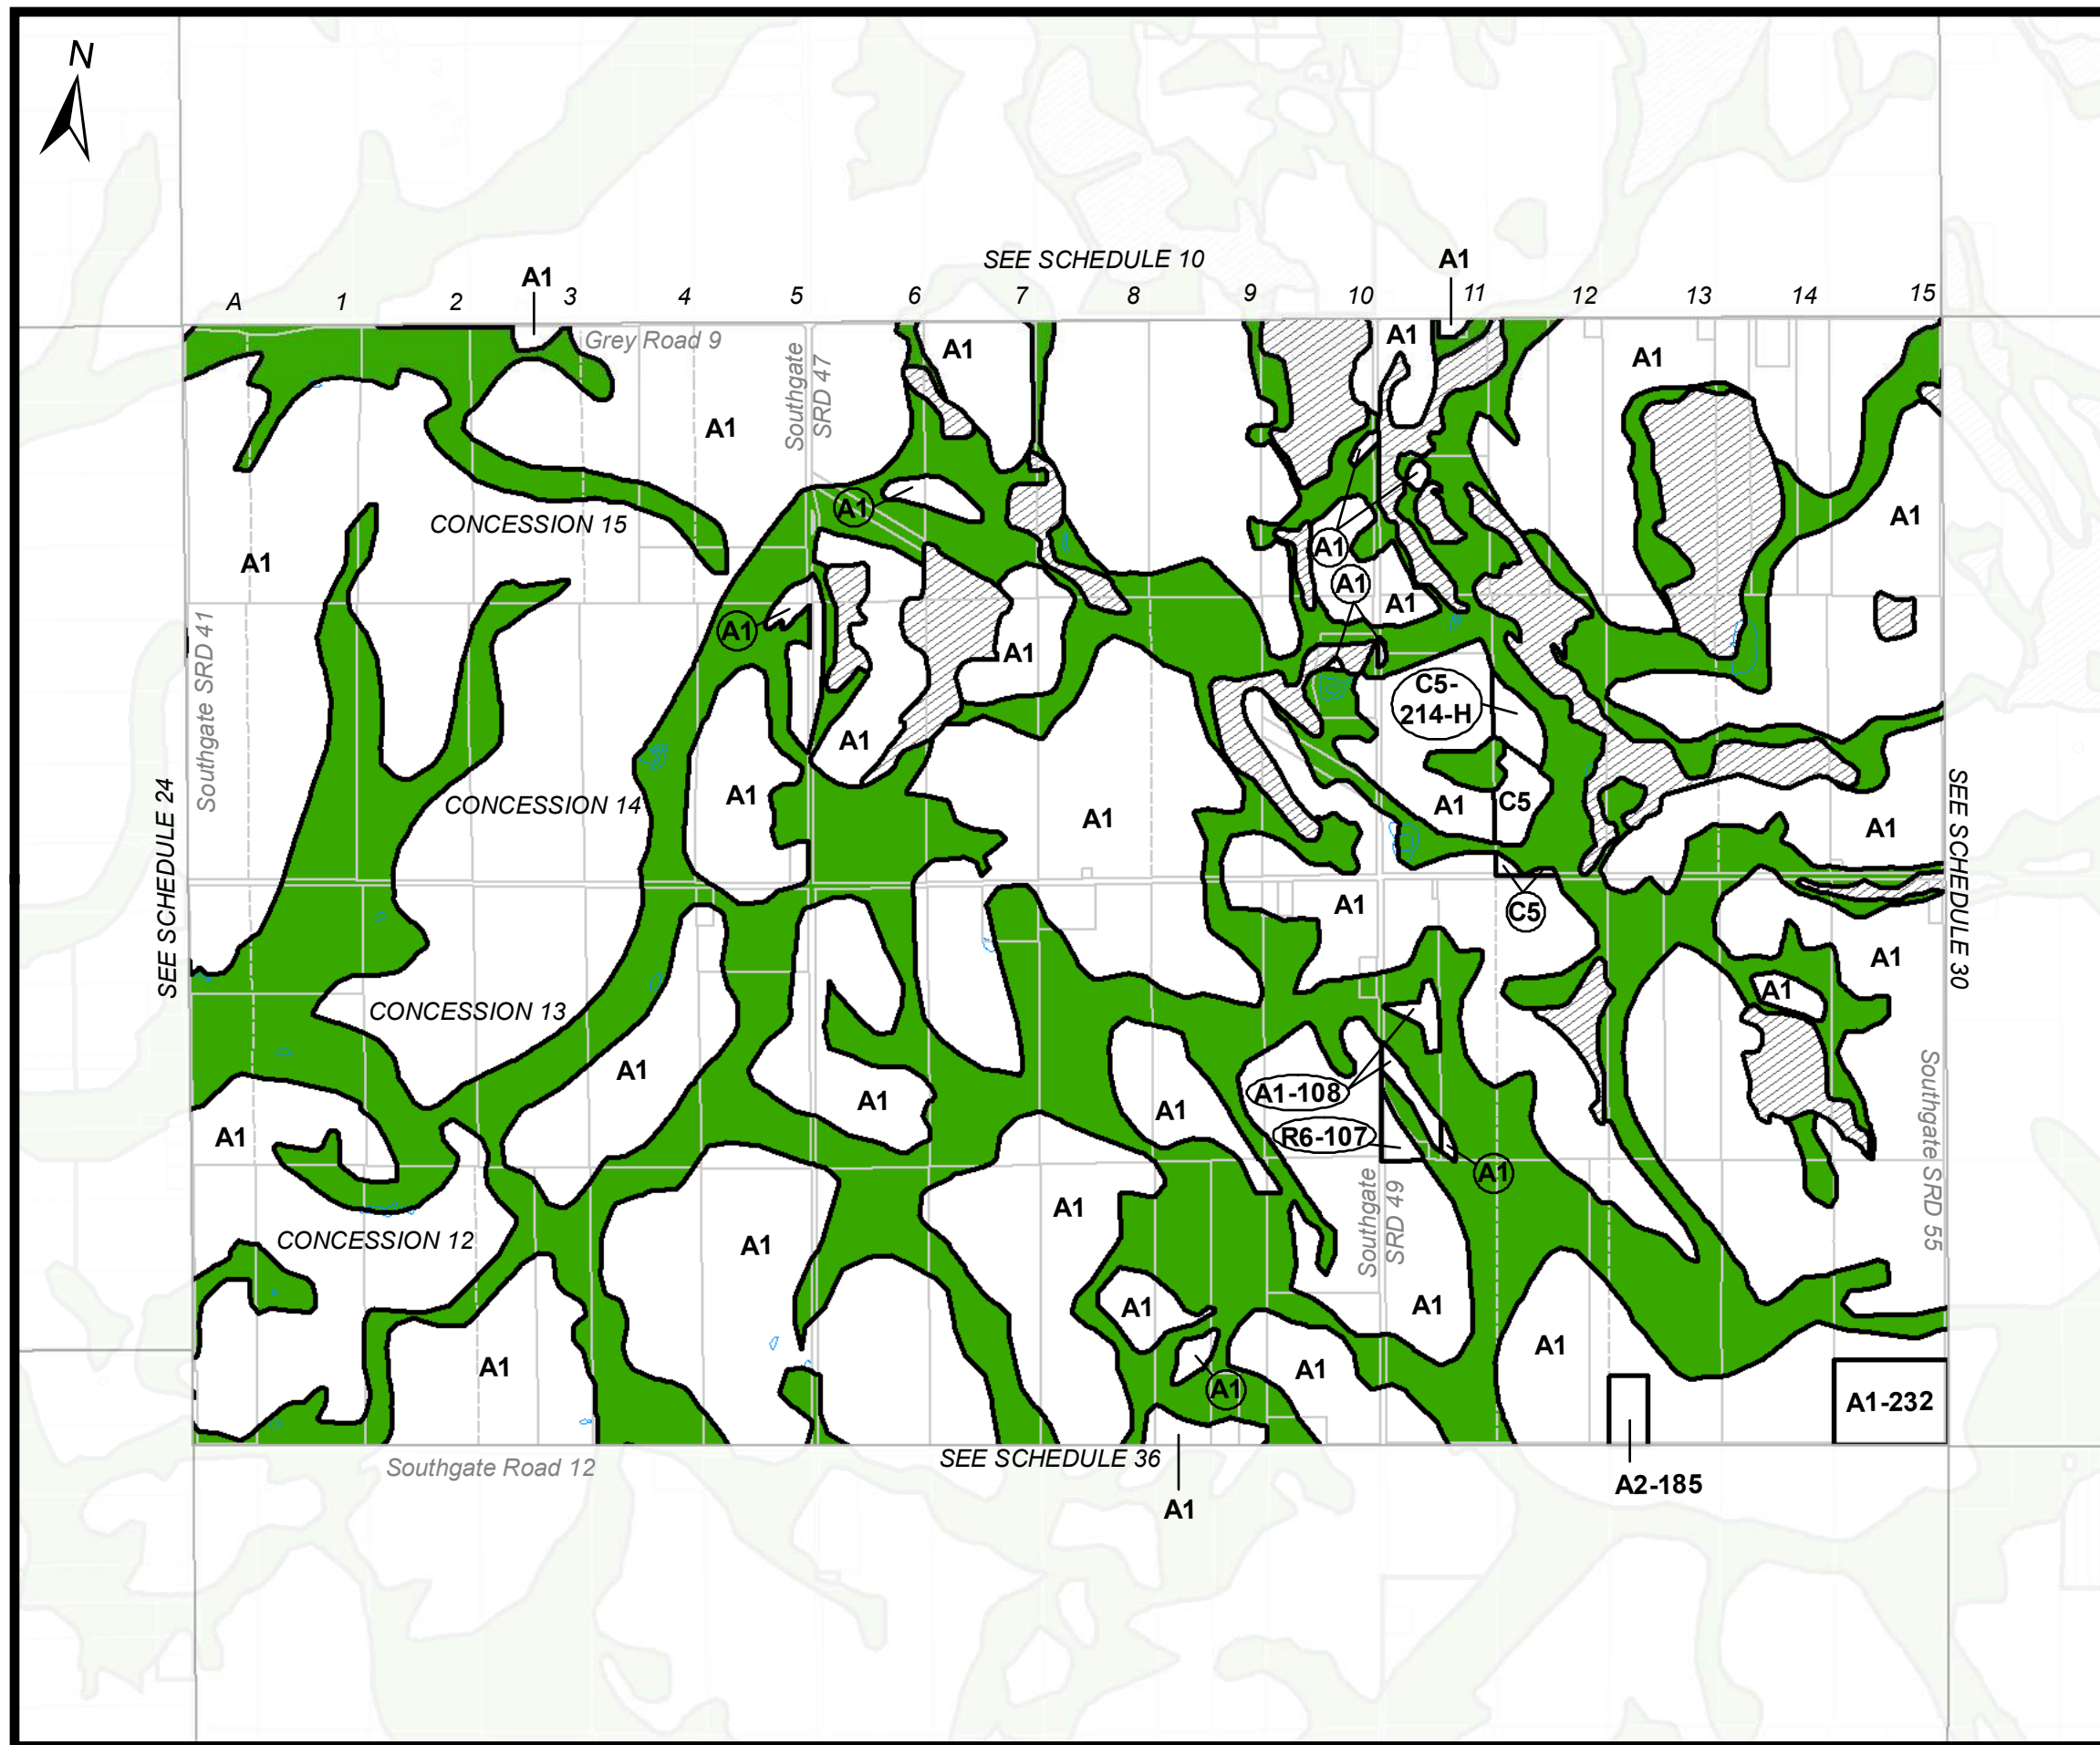 N
SEE SCHEDULE 10
A1
A1
A 1 2 3 4 5 6 7 8 9 10 11 12 13 14 15
Grey Road 9
Southgate
SRD 47
A1
A1
A1
A1
CONCESSION 15
A1
A1
A1
A1
A1
A1
A1
A1
Southgate SRD 41
C5-
214-H
A1
A1
A1
C5
CONCESSION 14
A1
A1
SEE SCHEDULE 24
SEE SCHEDULE 30
A1
C5
A1
A1
CONCESSION 13
A1
A1-108
A1
A1
R6-107
A1
A1
Southgate SRD 55
Southgate
SRD 49
A1
CONCESSION 12
A1
A1
A1
A1
A1
A1
A1
A1-232
SEE SCHEDULE 36
Southgate Road 12
A2-185
A1